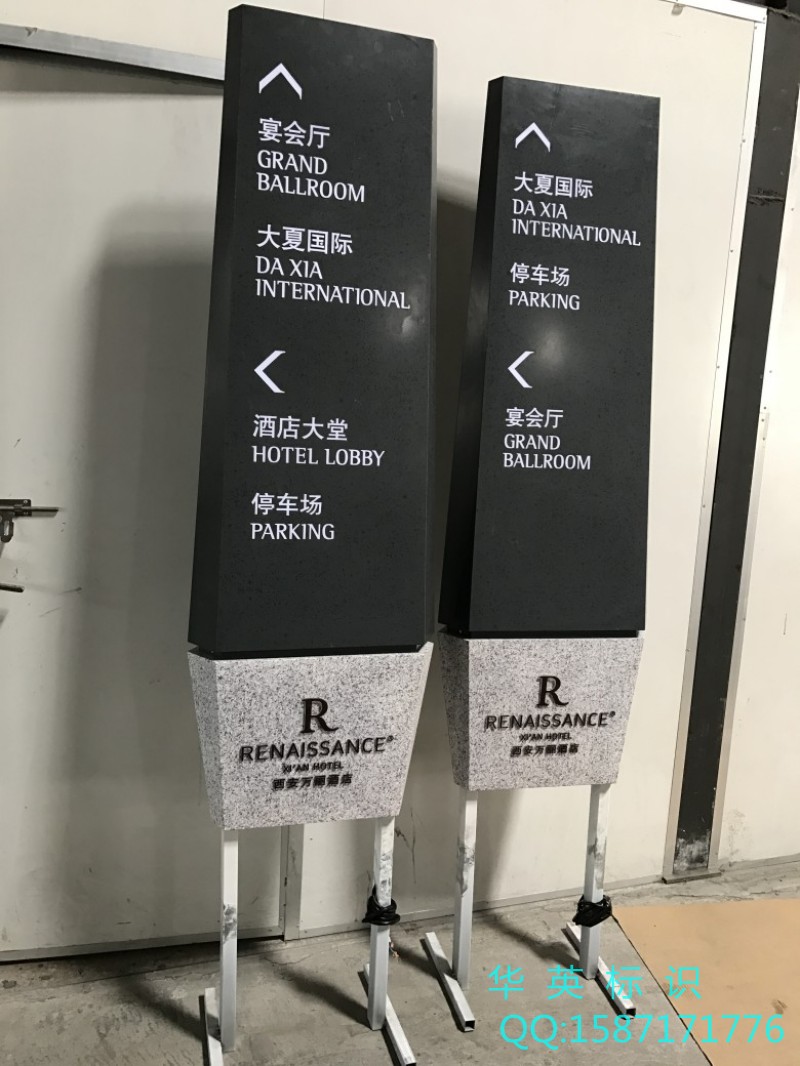 宴会厅
GRAND
BALLROOM
大夏国际
DA XIA
INTERNATIONAL
酒店大堂
HOTEL LOBBY
停车场
PARKING
R
RENAISSANCE®
XI'AN HOTEL
西安万丽酒店
大夏国际
DA XIA
INTERNATIONAL
停车场
PARKING
宴会厅
GRAND
BALLROOM
R
RENAISSANCE®
XI'AN HOTEL
西安万丽酒店
华英标识
QQ:1587171776